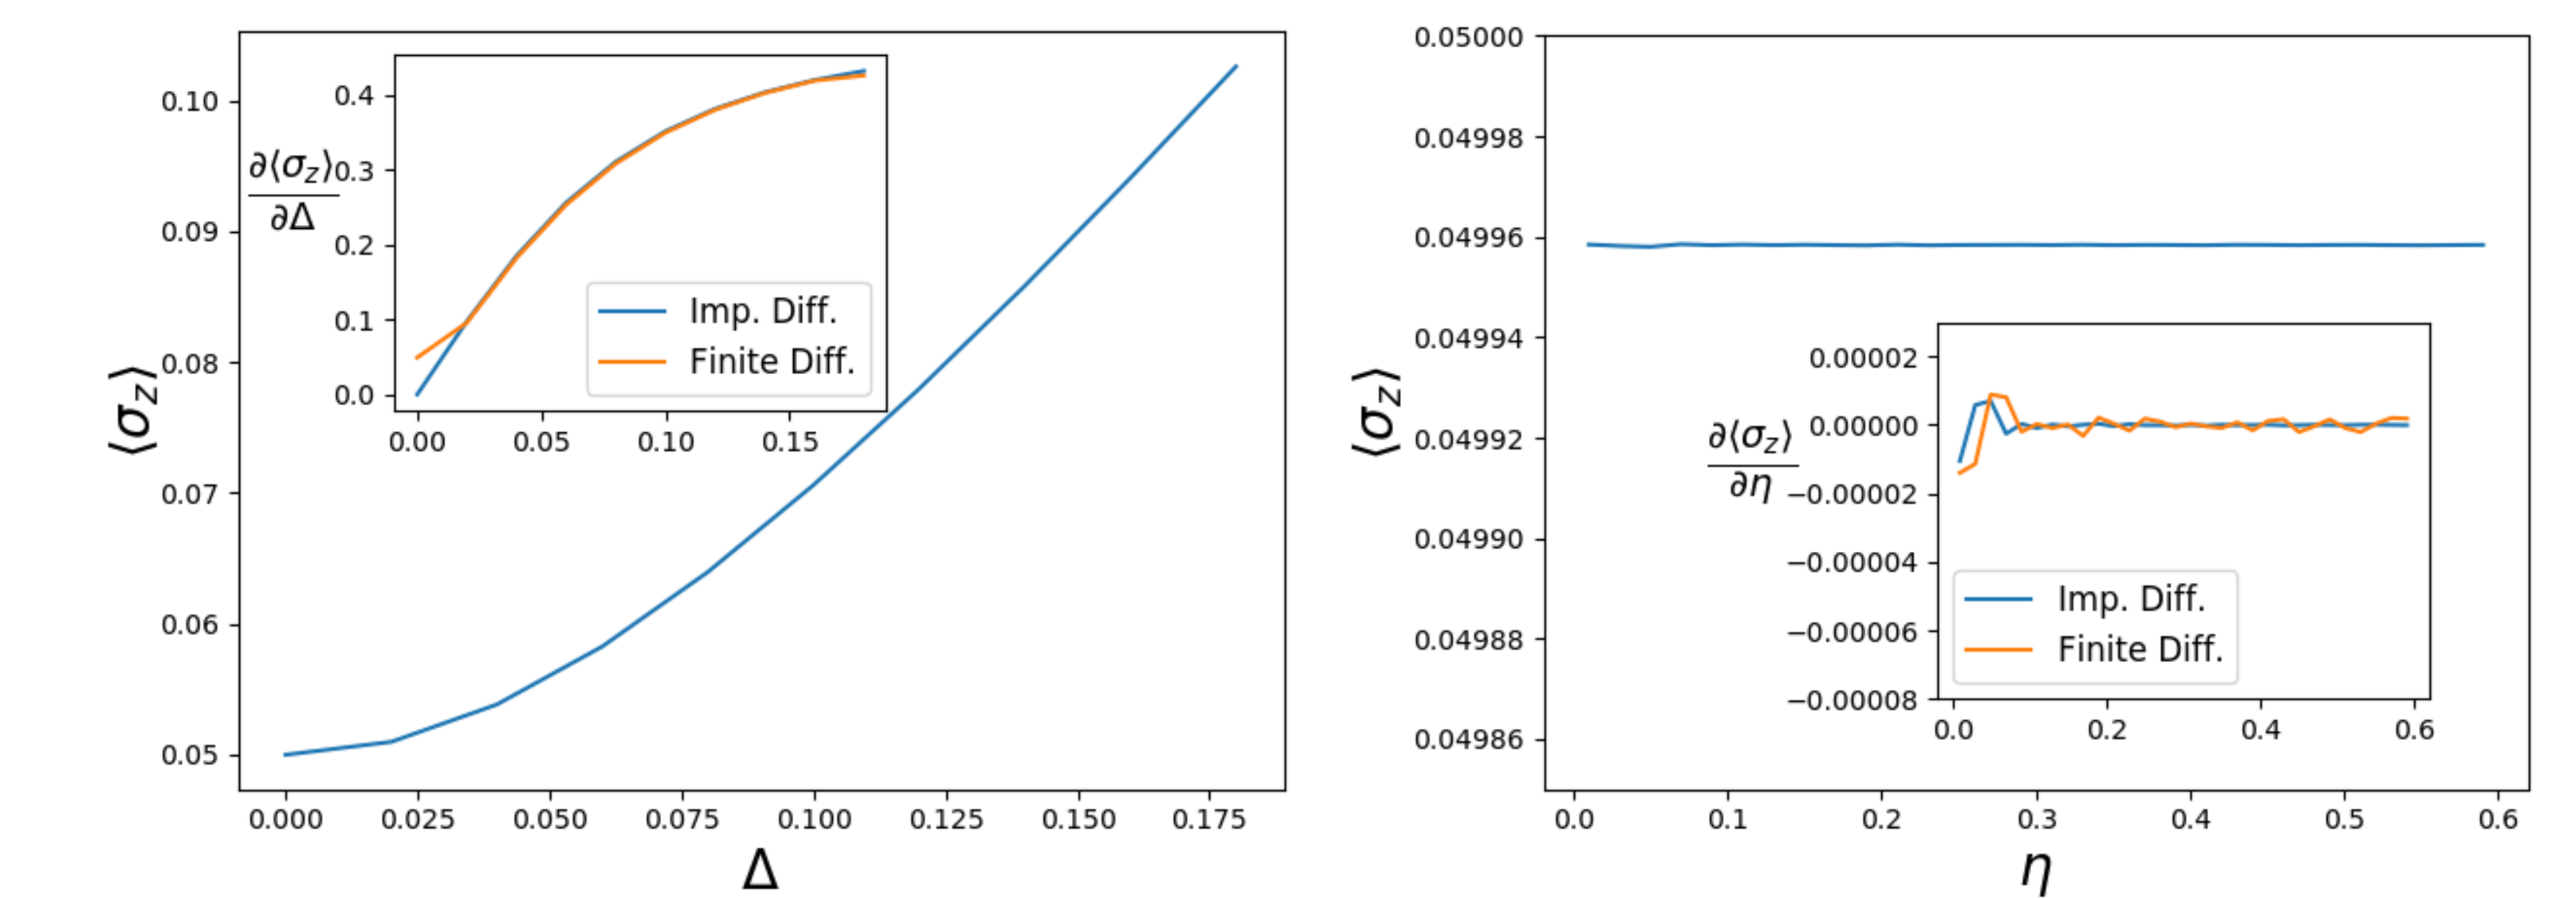 0.10
0.09
0.08
0.07
0.06
0.05
⟨σ_z⟩
0.000 0.025 0.050 0.075 0.100 0.125 0.150 0.175
Δ
∂⟨σ_z⟩
∂Δ
0.4
0.3
0.2
0.1
0.0
0.00 0.05 0.10 0.15
Imp. Diff.
Finite Diff.
0.05000
0.04998
0.04996
0.04994
0.04992
0.04990
0.04988
0.04986
⟨σ_z⟩
0.0 0.1 0.2 0.3 0.4 0.5 0.6
η
∂⟨σ_z⟩
∂η
0.00002
0.00000
−0.00002
−0.00004
−0.00006
−0.00008
0.0 0.2 0.4 0.6
Imp. Diff.
Finite Diff.